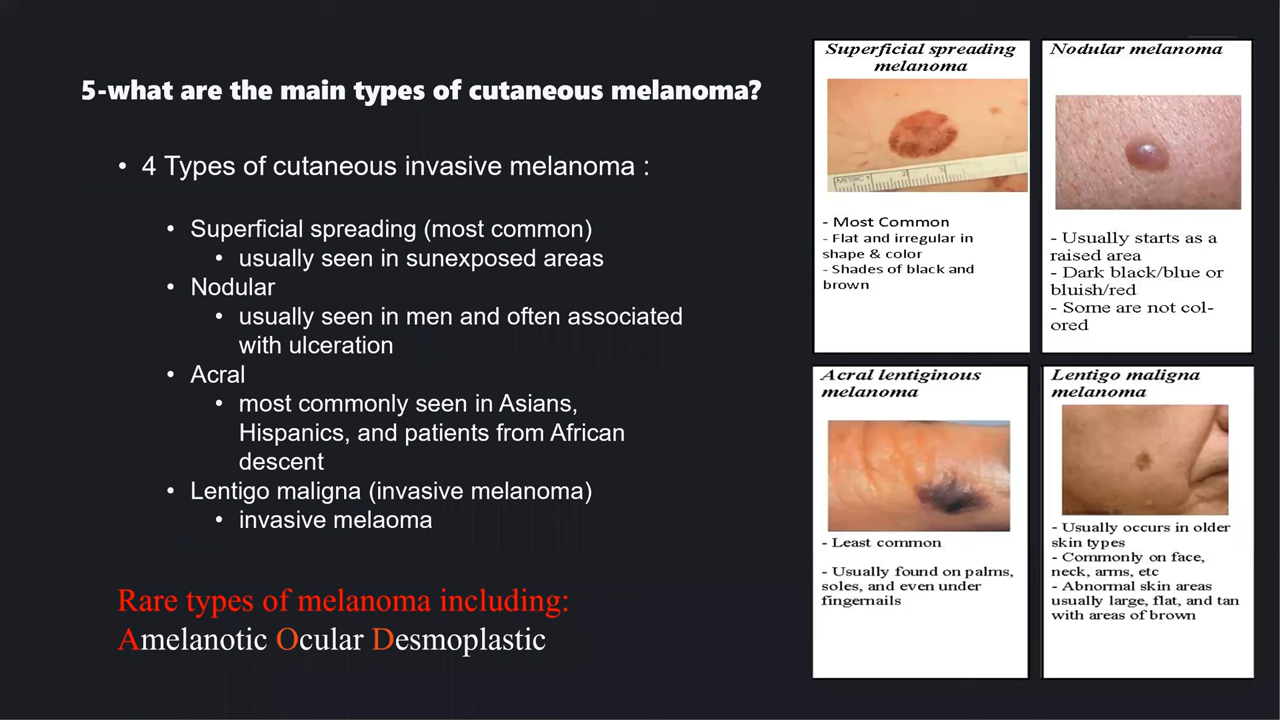 5-what are the main types of cutaneous melanoma?
• 4 Types of cutaneous invasive melanoma :
• Superficial spreading (most common)
• usually seen in sunexposed areas
• Nodular
• usually seen in men and often associated
with ulceration
• Acral
• most commonly seen in Asians,
Hispanics, and patients from African
descent
• Lentigo maligna (invasive melanoma)
• invasive melaoma
Rare types of melanoma including:
Amelanotic Ocular Desmoplastic
Superficial spreading
melanoma
METRIC 1 2 3
- Most Common
- Flat and irregular in
shape & color
- Shades of black and
brown
Nodular melanoma
- Usually starts as a
raised area
- Dark black/blue or
bluish/red
- Some are not col-
ored
Acral lentiginous
melanoma
- Least common
- Usually found on palms,
soles, and even under
fingernails
Lentigo maligna
melanoma
- Usually occurs in older
skin types
- Commonly on face,
neck, arms, etc
- Abnormal skin areas
usually large, flat, and tan
with areas of brown